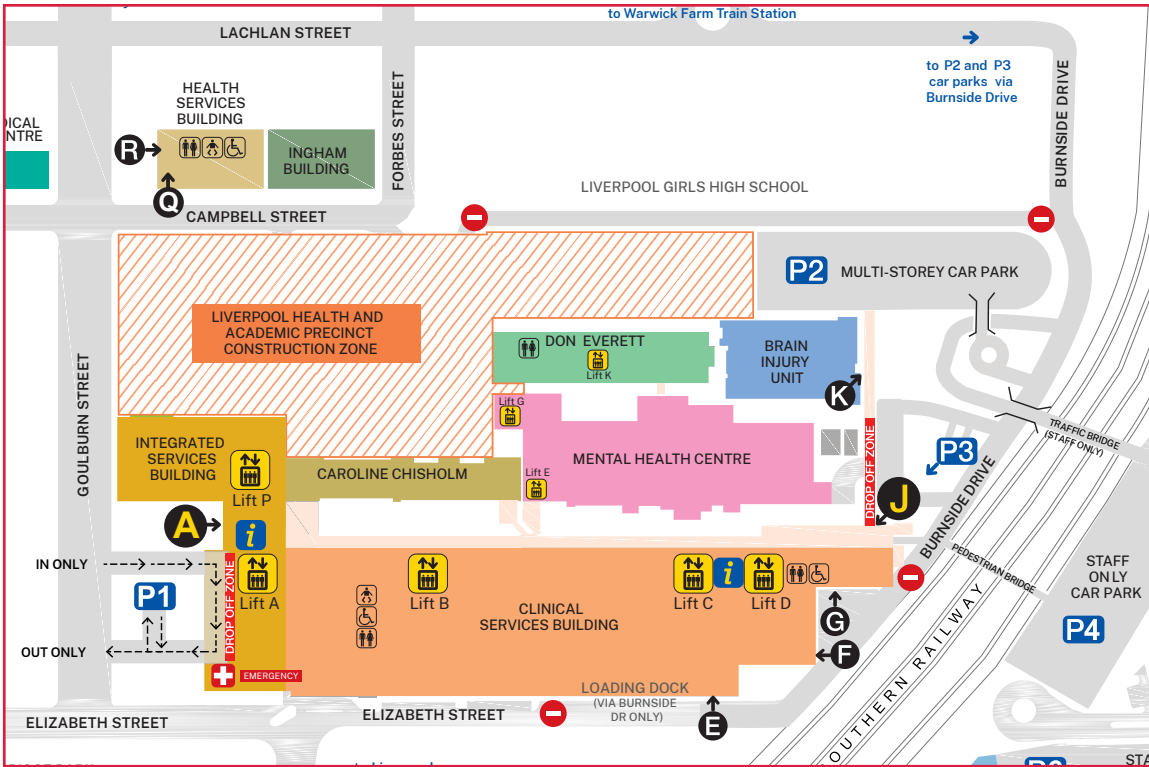 to Warwick Farm Train Station
LACHLAN STREET
to P2 and P3
car parks via
Burnside Drive
BURNSIDE DRIVE
HEALTH
SERVICES
BUILDING
FORBES STREET
R
INGHAM
BUILDING
Q
CAMPBELL STREET
LIVERPOOL GIRLS HIGH SCHOOL
P2
MULTI-STOREY CAR PARK
LIVERPOOL HEALTH AND
ACADEMIC PRECINCT
CONSTRUCTION ZONE
DON EVERETT
Lift K
BRAIN
INJURY
UNIT
K
GOULBURN STREET
Lift G
INTEGRATED
SERVICES
BUILDING
Lift P
CAROLINE CHISHOLM
Lift E
MENTAL HEALTH CENTRE
DROP OFF ZONE
P3
TRAFFIC BRIDGE
(STAFF ONLY)
J
BURNSIDE DRIVE
A
i
IN ONLY
P1
OUT ONLY
DROP OFF ZONE
Lift A
Lift B
Lift C
i
Lift D
CLINICAL
SERVICES BUILDING
G
F
PEDESTRIAN BRIDGE
STAFF
ONLY
CAR PARK
P4
EMERGENCY
LOADING DOCK
(VIA BURNSIDE
DR ONLY)
E
ELIZABETH STREET
ELIZABETH STREET
OUTHERN RAILWAY
STA